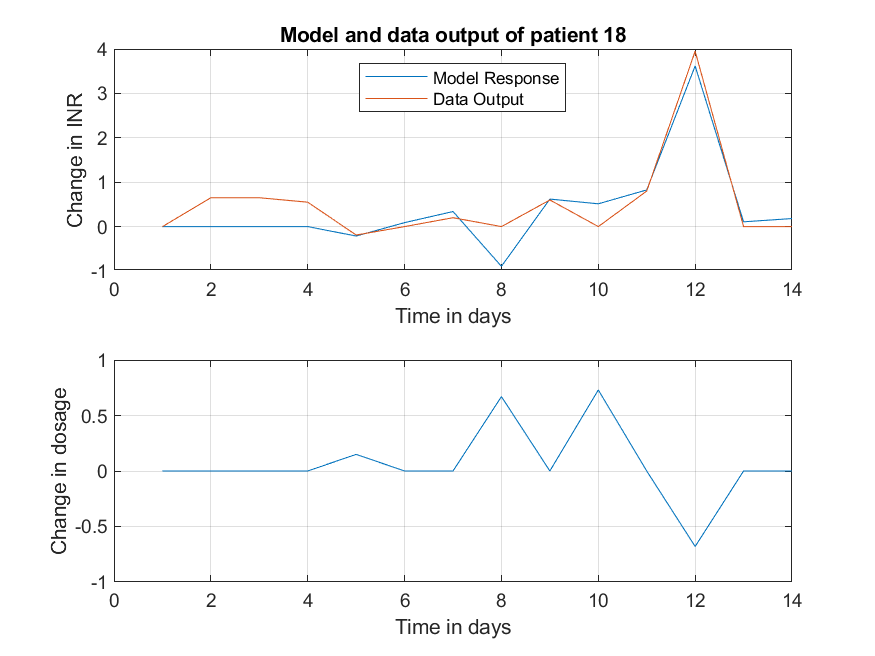 Model and data output of patient 18
Change in INR
4
3
2
1
0
-1
Model Response
Data Output
0 2 4 6 8 10 12 14
Time in days
Change in dosage
1
0.5
0
-0.5
-1
0 2 4 6 8 10 12 14
Time in days